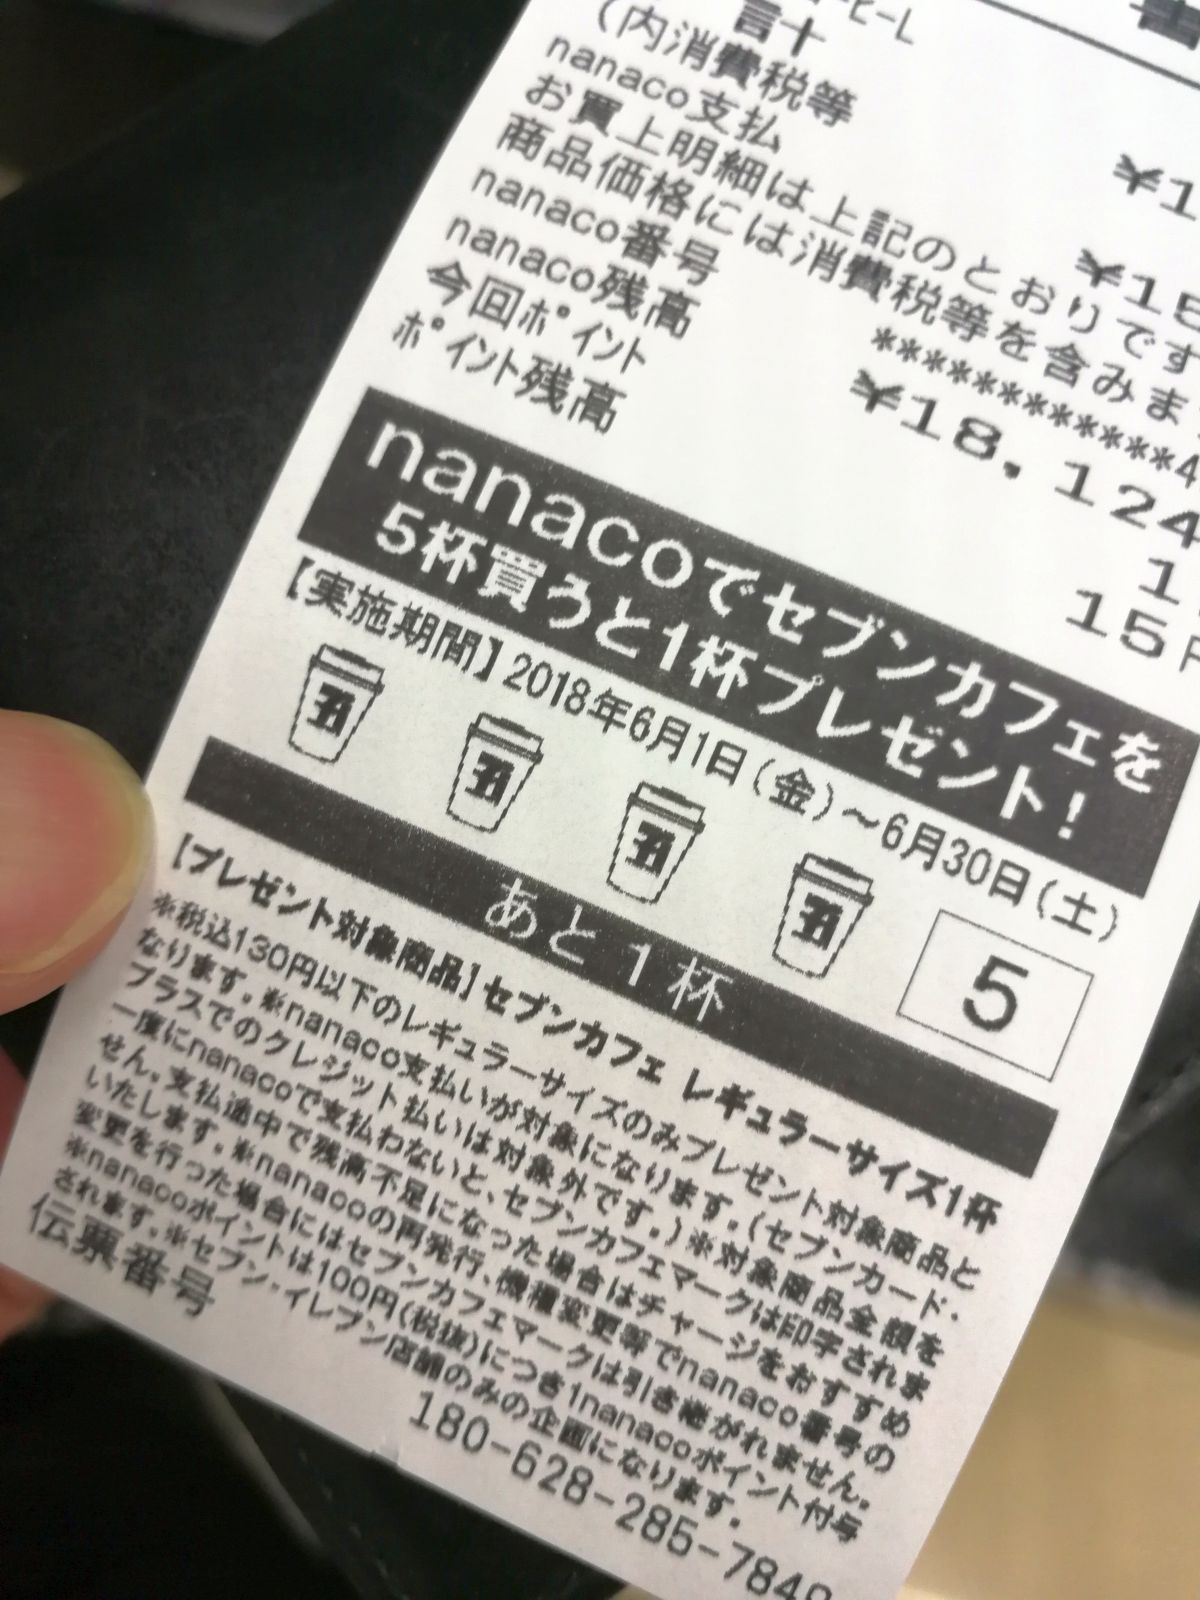 書
ーヒーL
合計
(内消費税等
¥1
nanaco支払
¥15
お買上明細は上記のとおりです
商品価格には消費税等を含みま
nanaco番号 ************4
nanaco残高 ¥18,124
今回ポイント 1
ポイント残高 15P
nanacoでセブンカフェを
5杯買うと1杯プレゼント!
【実施期間】2018年6月1日(金)~6月30日(土)
5
あと1杯
[プレゼント対象商品]セブンカフェ レギュラーサイズ1杯
※税込130円以下のレギュラーサイズのみプレゼント対象商品と
なります。※nanaco支払いが対象になります。(セブンカード・
プラスでのクレジット払いは対象外です。)※対象商品全額を
一度にnanacoで支払わないと、セブンカフェマークは印字されま
せん。支払途中で残高不足になった場合はチャージをおすすめ
いたします。※nanacoの再発行、機種変更等でnanaco番号の
変更を行った場合にはセブンカフェマークは引き継がれません。
※nanacoポイントは100円(税抜)につき1nanacoポイント付与
されます。※セブン-イレブン店舗のみの企画になります。
伝票番号 180-628-285-7849